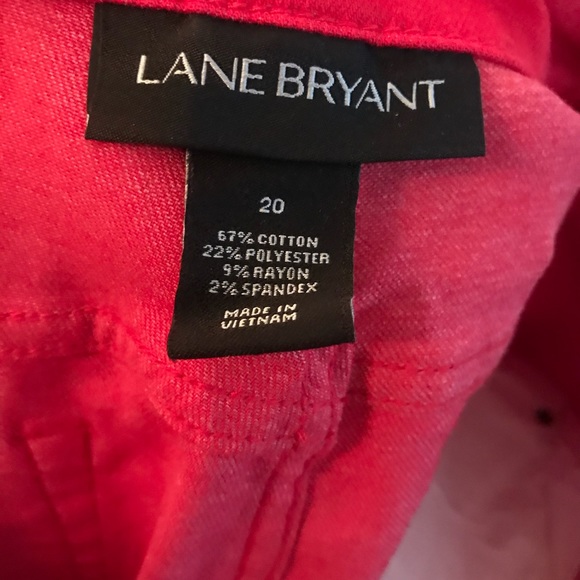 LANE BRYANT
20
67% COTTON
22% POLYESTER
9% RAYON
2% SPANDEX
MADE IN
VIETNAM